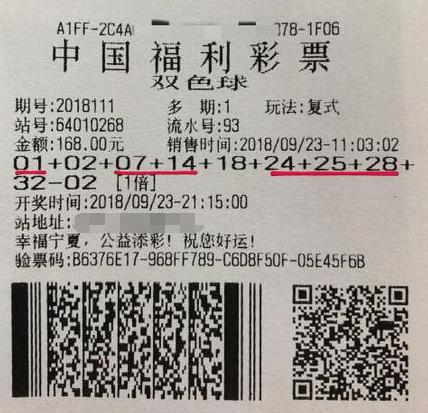 A1FF-2C4A 378-1F06
中国福利彩票
双色球
期号:2018111 多 期:1 玩法:复式
站号:64010268 流水号:93
金额:168.00元 销售时间:2018/09/23-11:03:02
01+02+07+14+18+24+25+28+
32-02 [1倍]
开奖时间:2018/09/23-21:15:00
站点地址:
幸福宁夏，公益添彩！祝您好运！
验票码:B6376E17-968FF789-C6D8F50F-05E45F6B